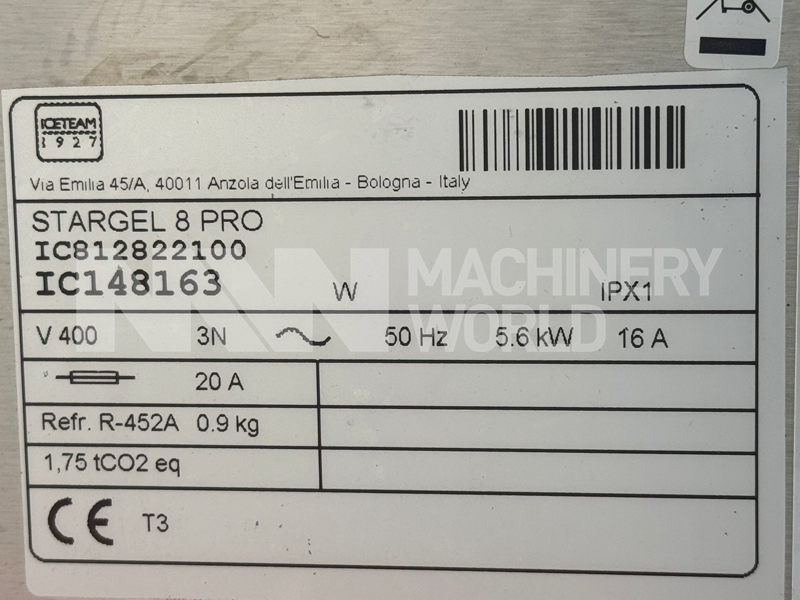 ICETEAM
1927
Via Emilia 45/A, 40011 Anzola dell'Emilia - Bologna - Italy
STARGEL 8 PRO
IC812822100
IC148163 W IPX1
MACHINERY
WORLD
V 400 3N 50 Hz 5.6 kW 16 A
20 A
Refr. R-452A 0.9 kg
1,75 tCO2 eq
CE T3